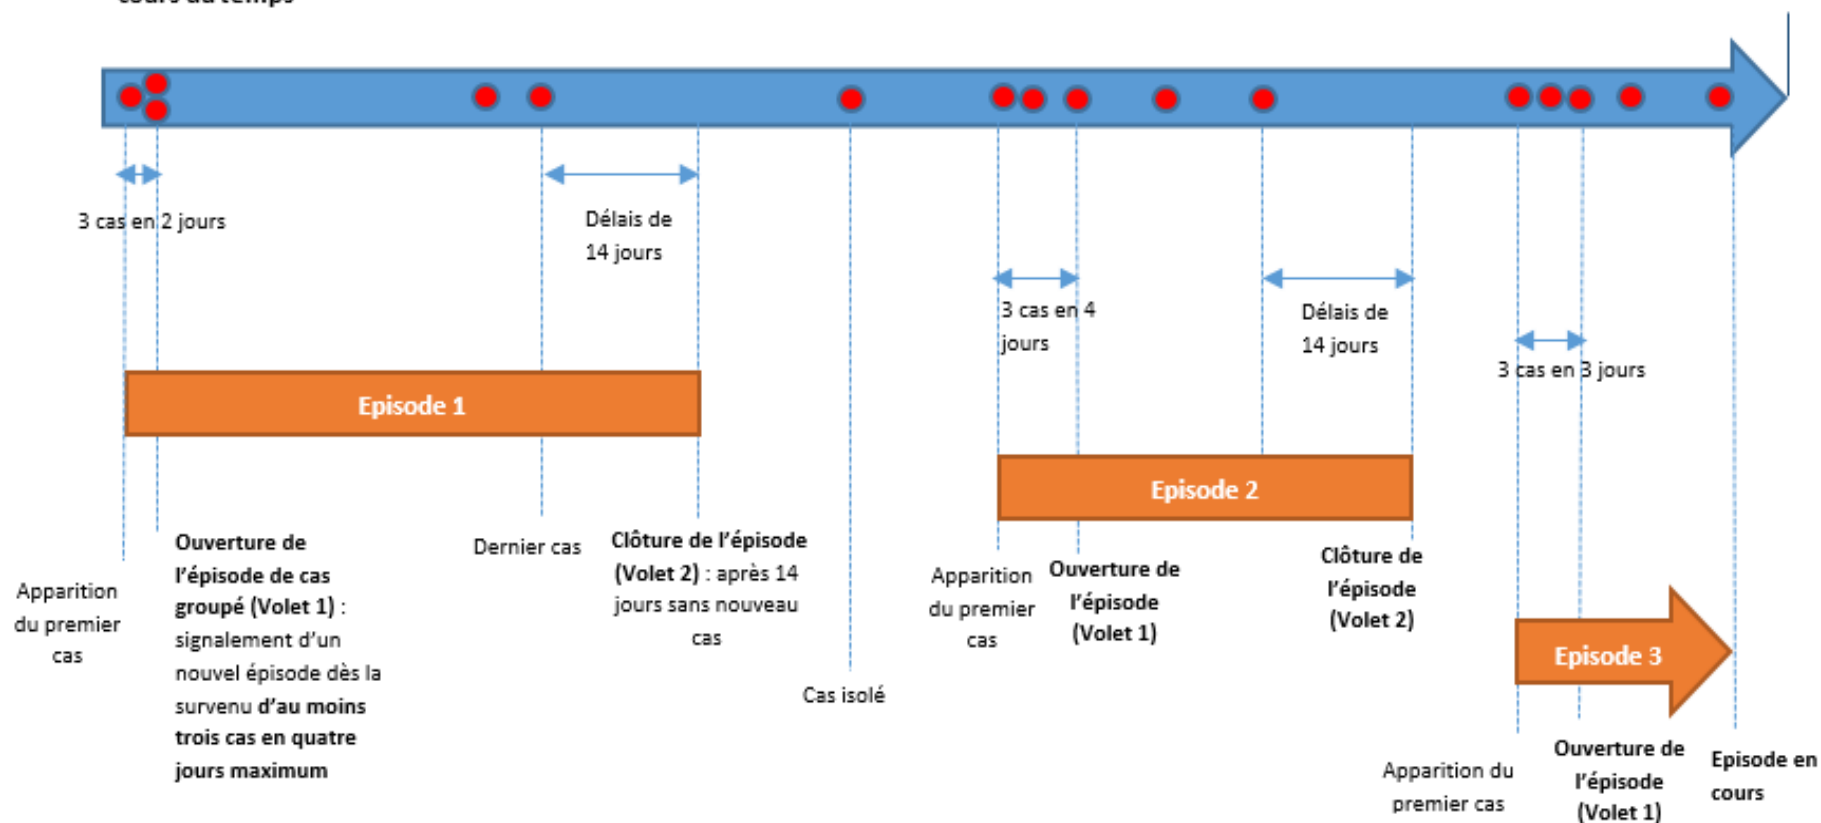 cours du temps
3 cas en 2 jours
Délais de
14 jours
3 cas en 4
jours
Délais de
14 jours
3 cas en 3 jours
Episode 1
Episode 2
Episode 3
Apparition
du premier
cas
Ouverture de
l'épisode de cas
groupé (Volet 1) :
signalement d'un
nouvel épisode dès la
survenu d'au moins
trois cas en quatre
jours maximum
Dernier cas
Clôture de l'épisode
(Volet 2) : après 14
jours sans nouveau
cas
Cas isolé
Apparition
du premier
cas
Ouverture de
l'épisode
(Volet 1)
Clôture de
l'épisode
(Volet 2)
Apparition du
premier cas
Ouverture de
l'épisode
(Volet 1)
Episode en
cours